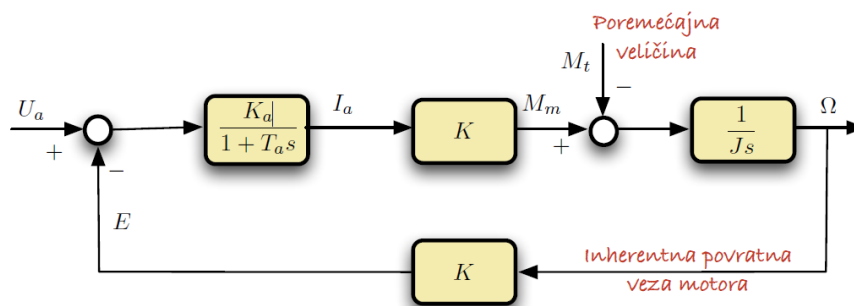 Poremećajna
veličina
M_t
−
U_a
+
−
K_a
1 + T_a s
I_a
K
M_m
+
1
Js
Ω
E
K
Inherentna povratna
veza motora